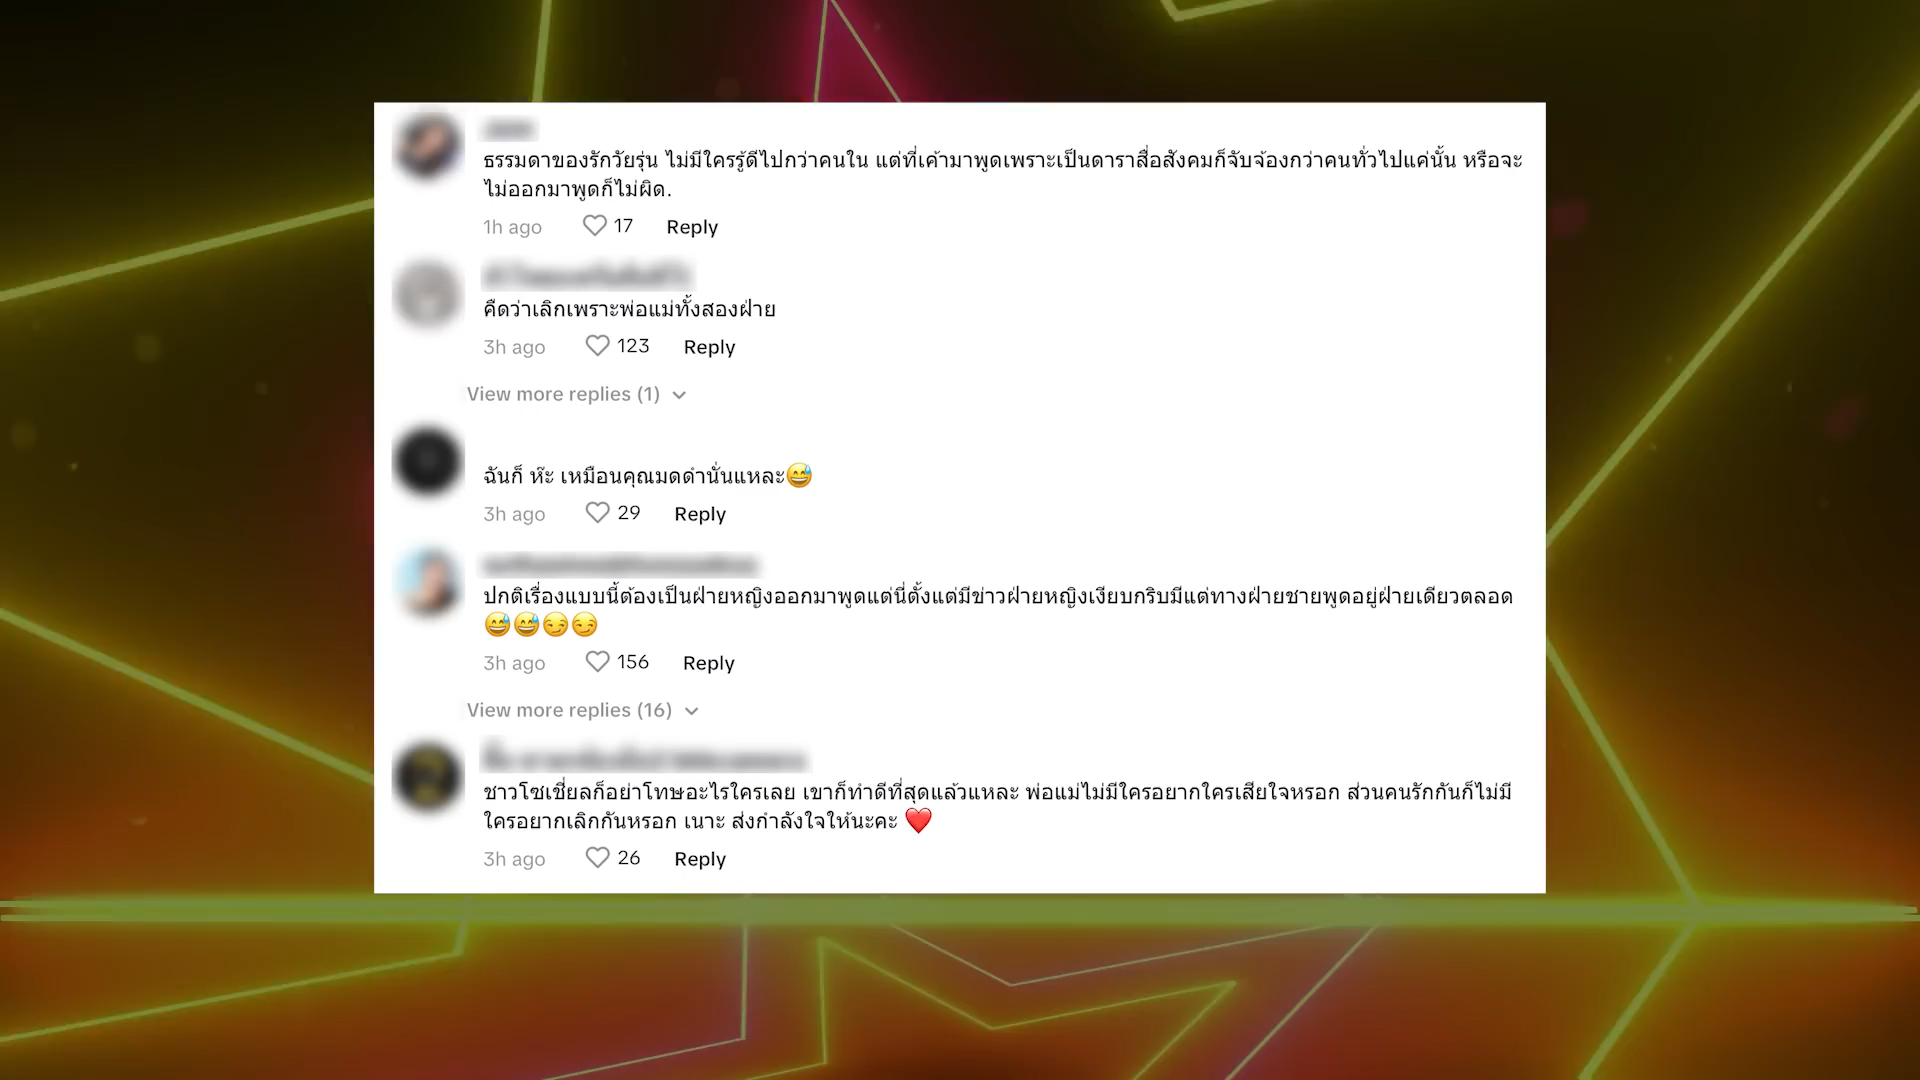 ธรรมดาของรักวัยรุ่น ไม่มีใครรู้ดีไปกว่าคนใน แต่ที่เค้ามาพูดเพราะเป็นดาราสื่อสังคมก็จับจ้องกว่าคนทั่วไปแค่นั้น หรือจะ
ไม่ออกมาพูดก็ไม่ผิด.
1h ago 17 Reply
คืดว่าเลิกเพราะพ่อแม่ทั้งสองฝ่าย
3h ago 123 Reply
View more replies (1)
ฉันก็ ห๊ะ เหมือนคุณมดดำนั่นแหละ😅
3h ago 29 Reply
ปกติเรื่องแบบนี้ต้องเป็นฝ่ายหญิงออกมาพูดแต่นี่ตั้งแต่มีข่าวฝ่ายหญิงเงียบกริบมีแต่ทางฝ่ายชายพูดอยู่ฝ่ายเดียวตลอด
😅😅😏😏
3h ago 156 Reply
View more replies (16)
ชาวโซเชี่ยลก็อย่าโทษอะไรใครเลย เขาก็ทำดีที่สุดแล้วแหละ พ่อแม่ไม่มีใครอยากใครเสียใจหรอก ส่วนคนรักกันก็ไม่มี
ใครอยากเลิกกันหรอก เนาะ ส่งกำลังใจให้นะคะ ❤️
3h ago 26 Reply